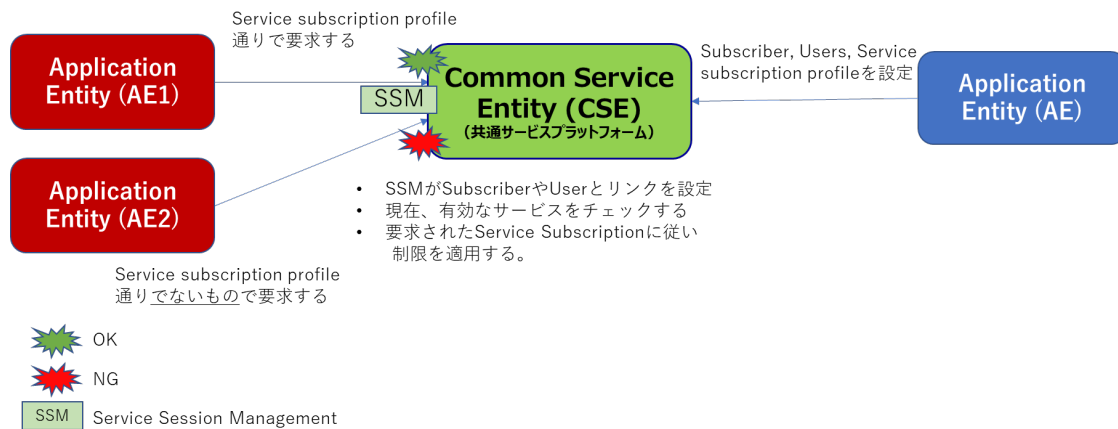 Service subscription profile
通りで要求する
Application
Entity (AE1)
SSM
Common Service
Entity (CSE)
(共通サービスプラットフォーム)
Subscriber, Users, Service
subscription profileを設定
Application
Entity (AE)
Application
Entity (AE2)
• SSMがSubscriberやUserとリンクを設定
• 現在、有効なサービスをチェックする
• 要求されたService Subscriptionに従い
制限を適用する。
Service subscription profile
通りでないもので要求する
OK
NG
SSM Service Session Management